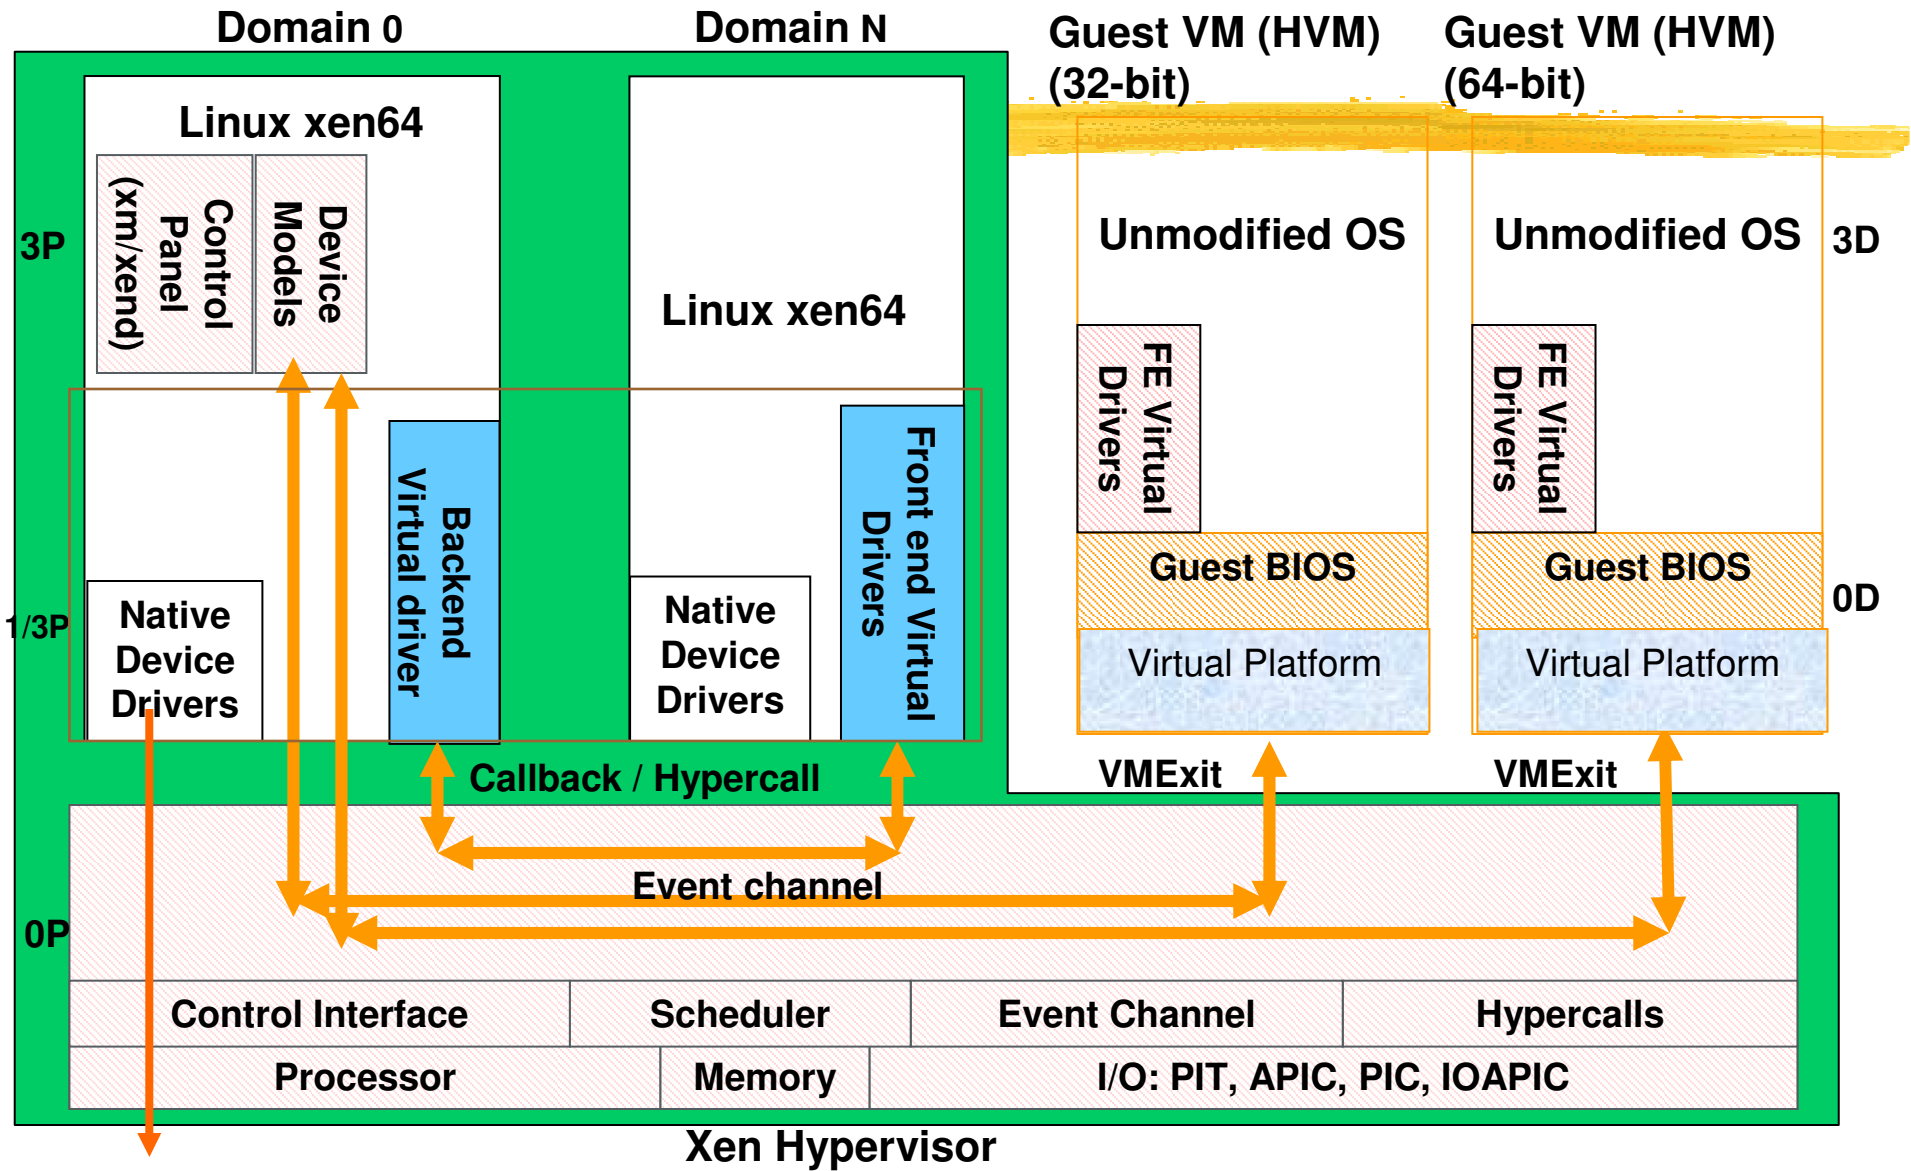 Domain 0
Domain N
Guest VM (HVM)
(32-bit)
Guest VM (HVM)
(64-bit)
Linux xen64
Control
Panel
(xm/xend)
Device
Models
3P
Linux xen64
Unmodified OS
Unmodified OS
3D
FE Virtual
Drivers
FE Virtual
Drivers
Backend
Virtual driver
Front end Virtual
Drivers
Guest BIOS
Guest BIOS
0D
1/3P
Native
Device
Drivers
Native
Device
Drivers
Virtual Platform
Virtual Platform
Callback / Hypercall
VMExit
VMExit
Event channel
0P
Control Interface
Scheduler
Event Channel
Hypercalls
Processor
Memory
I/O: PIT, APIC, PIC, IOAPIC
Xen Hypervisor